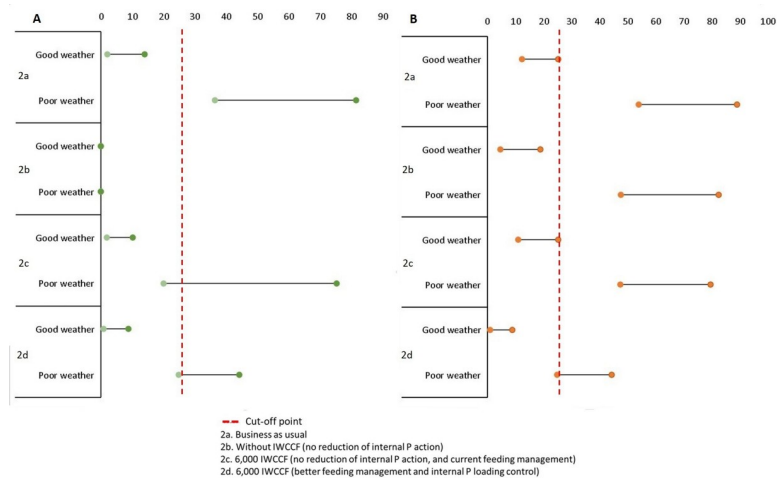 A
0 10 20 30 40 50 60 70 80 90
Good weather
2a
Poor weather
Good weather
2b
Poor weather
Good weather
2c
Poor weather
Good weather
2d
Poor weather
B
0 10 20 30 40 50 60 70 80 90 100
Good weather
2a
Poor weather
Good weather
2b
Poor weather
Good weather
2c
Poor weather
Good weather
2d
Poor weather
Cut-off point
2a. Business as usual
2b. Without IWCCF (no reduction of internal P action)
2c. 6,000 IWCCF (no reduction of internal P action, and current feeding management)
2d. 6,000 IWCCF (better feeding management and internal P loading control)